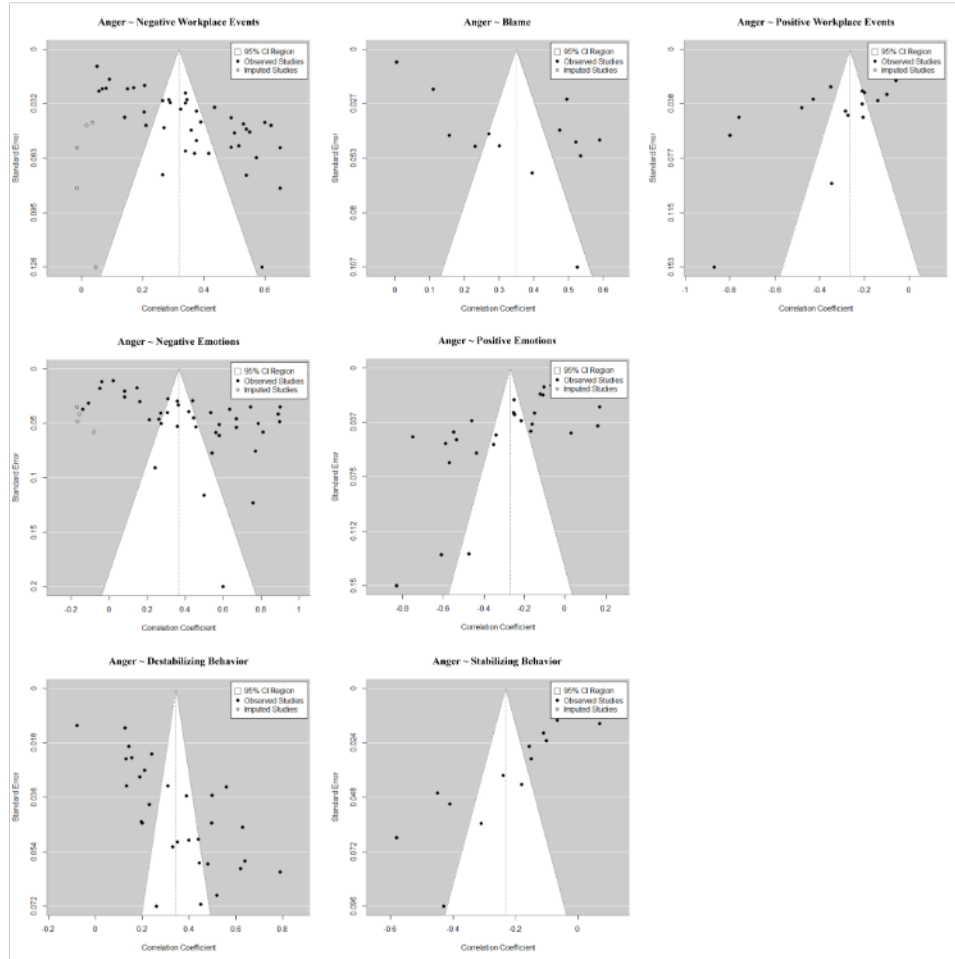 Anger ~ Negative Workplace Events
95% CI Region
Observed Studies
Imputed Studies
0
0.032
0.063
0.095
0.126
Standard Error
0
0.2
0.4
0.6
Correlation Coefficient
Anger ~ Blame
95% CI Region
Observed Studies
Imputed Studies
0
0.027
0.053
0.08
0.107
Standard Error
0
0.1
0.2
0.3
0.4
0.5
0.6
Correlation Coefficient
Anger ~ Positive Workplace Events
95% CI Region
Observed Studies
Imputed Studies
0
0.038
0.077
0.115
0.153
Standard Error
-1
-0.8
-0.6
-0.4
-0.2
0
Correlation Coefficient
Anger ~ Negative Emotions
95% CI Region
Observed Studies
Imputed Studies
0
0.05
0.1
0.15
0.2
Standard Error
-0.2
0
0.2
0.4
0.6
0.8
1
Correlation Coefficient
Anger ~ Positive Emotions
95% CI Region
Observed Studies
Imputed Studies
0
0.037
0.075
0.112
0.15
Standard Error
-0.8
-0.6
-0.4
-0.2
0
0.2
Correlation Coefficient
Anger ~ Destabilizing Behavior
95% CI Region
Observed Studies
Imputed Studies
0
0.018
0.036
0.054
0.072
Standard Error
0
0.2
0.4
0.6
0.8
Correlation Coefficient
Anger ~ Stabilizing Behavior
95% CI Region
Observed Studies
Imputed Studies
0
0.024
0.048
0.072
0.096
Standard Error
-0.6
-0.4
-0.2
0
Correlation Coefficient